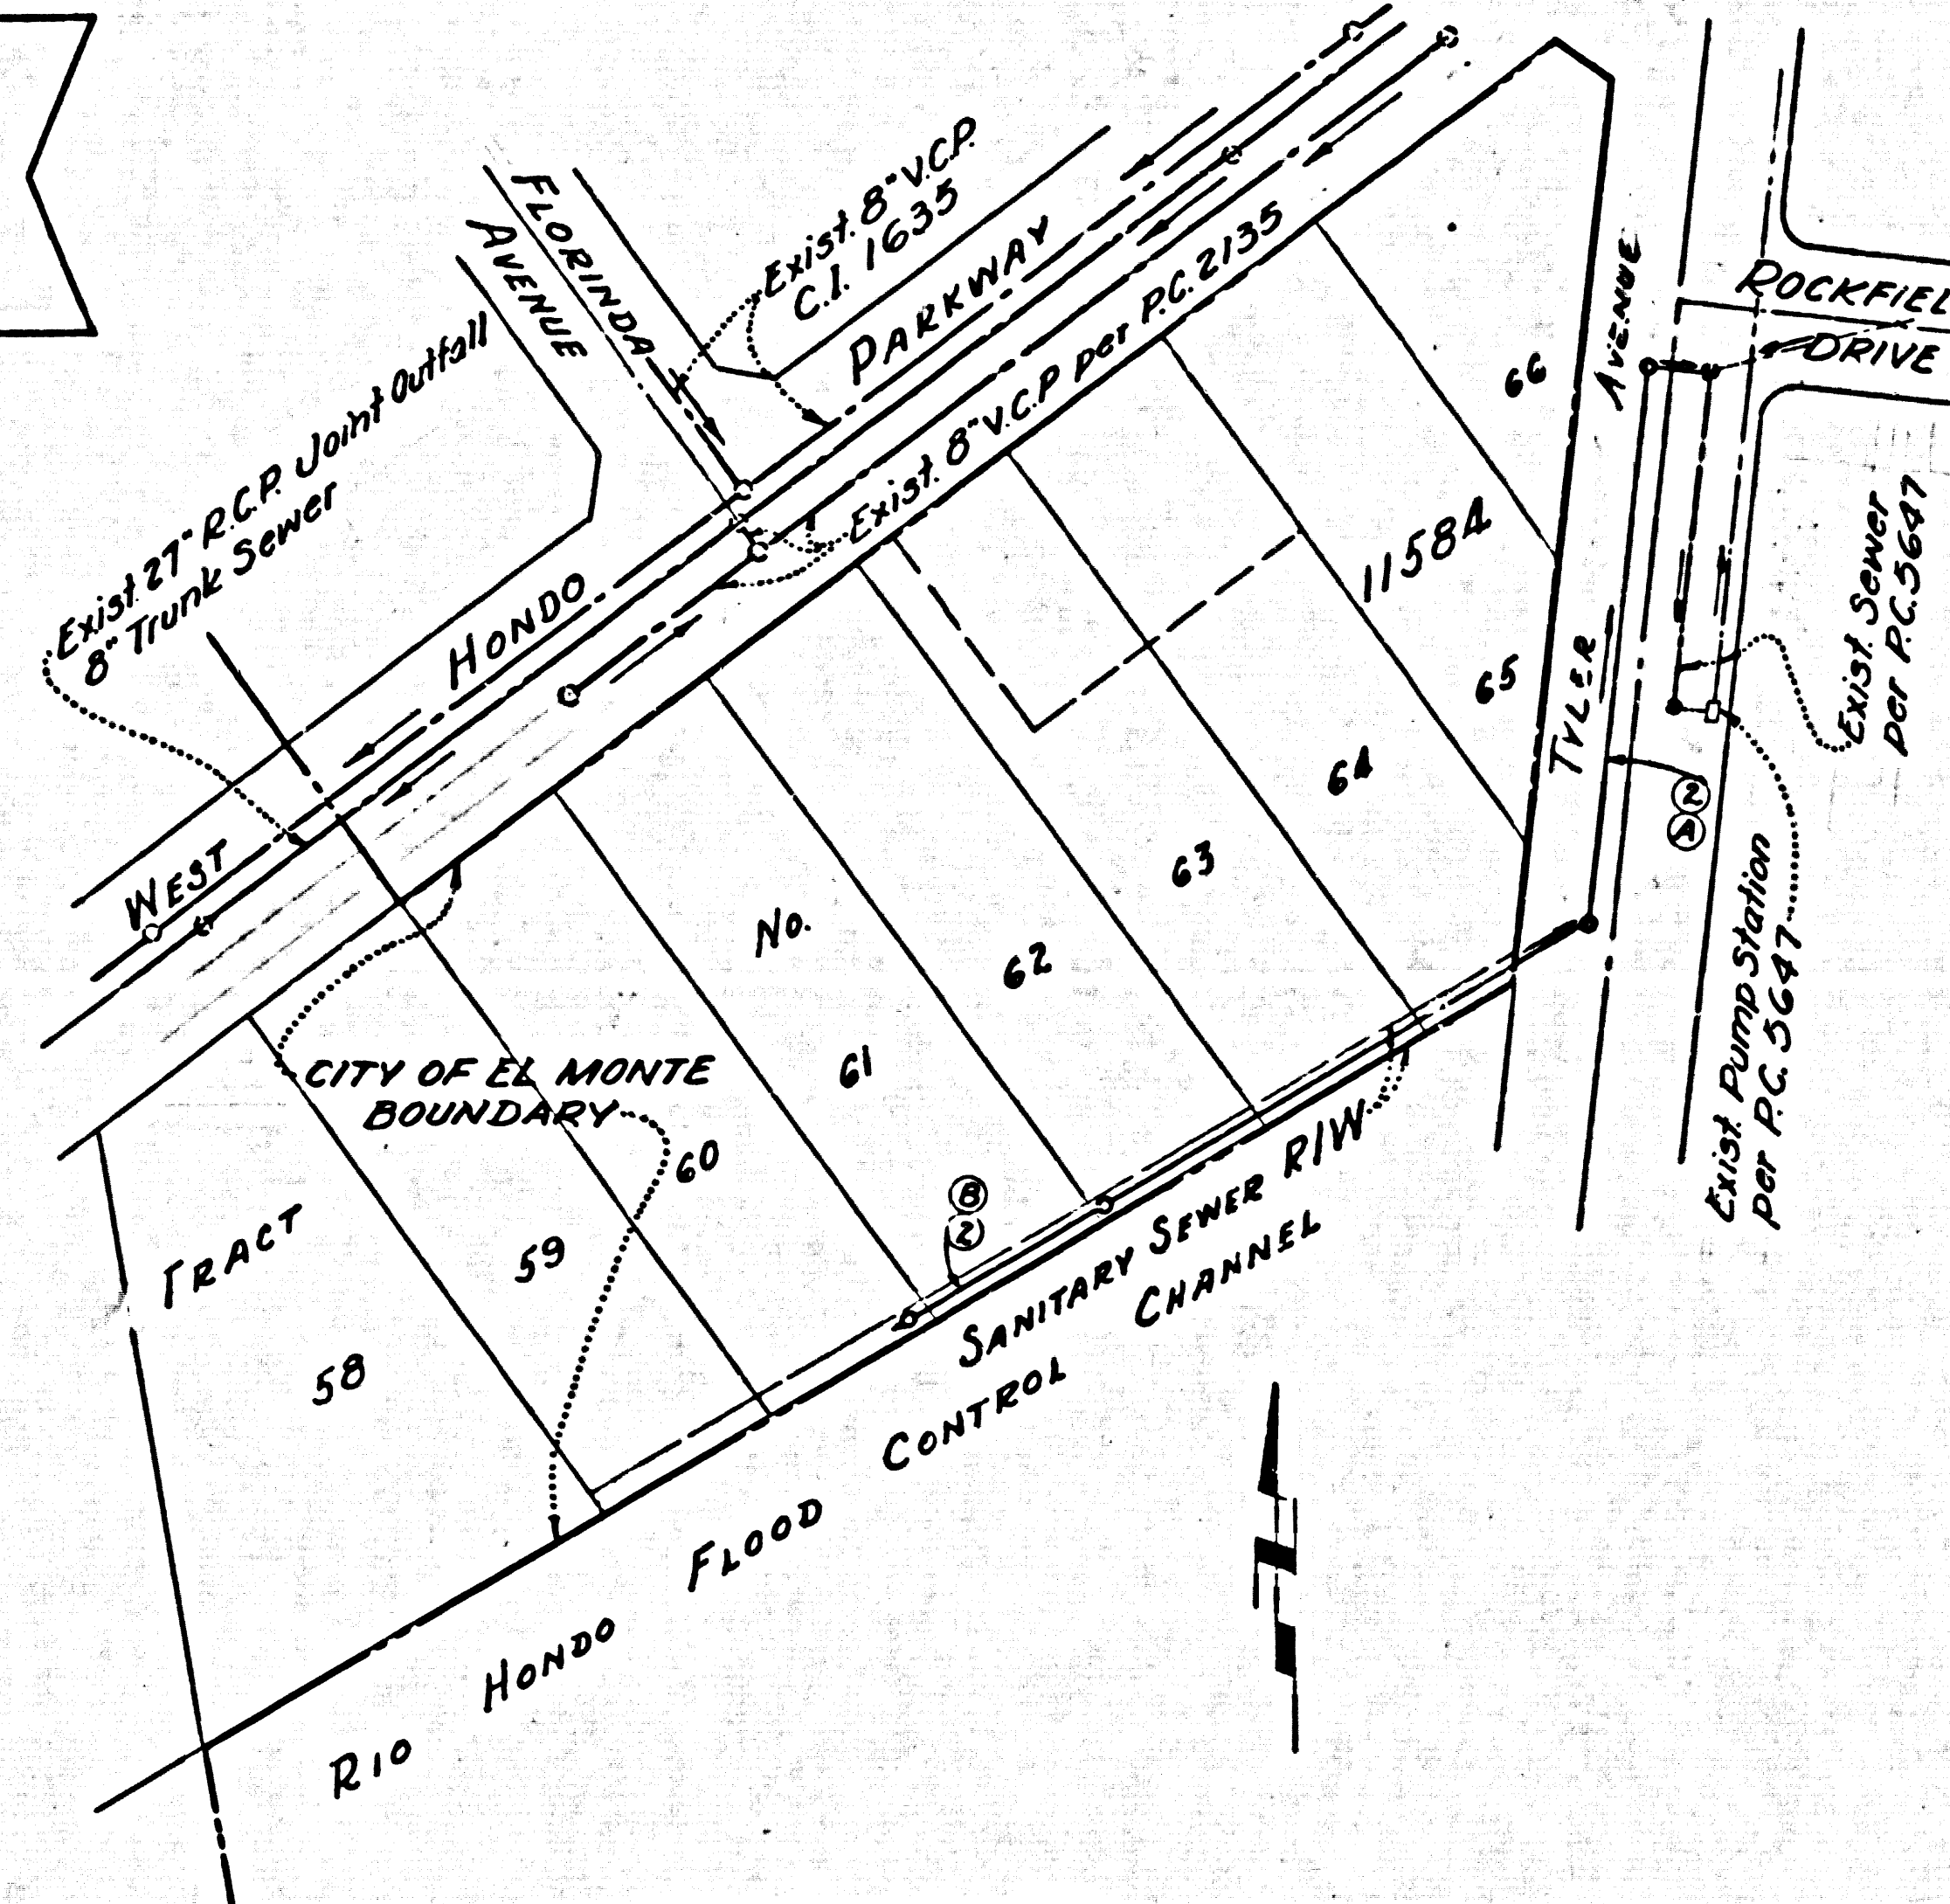 FLORINDA
AVENUE
Exist. 8" V.C.P.
C.I. 1635
WEST HONDO PARKWAY
Exist. 8" V.C.P per P.C. 2135
Exist. 27" R.C.P. Joint Outfall
8" Trunk Sewer
ROCKFIEL
DRIVE
TYLER AVENUE
Exist. Sewer
per P.C. 5647
Exist. Pump Station
per P.C. 5647
2
A
66
65
64
63
62
61
60
59
58
TRACT No. 11584
CITY OF EL MONTE
BOUNDARY
B
2
SANITARY SEWER R/W
RIO HONDO FLOOD CONTROL CHANNEL
N